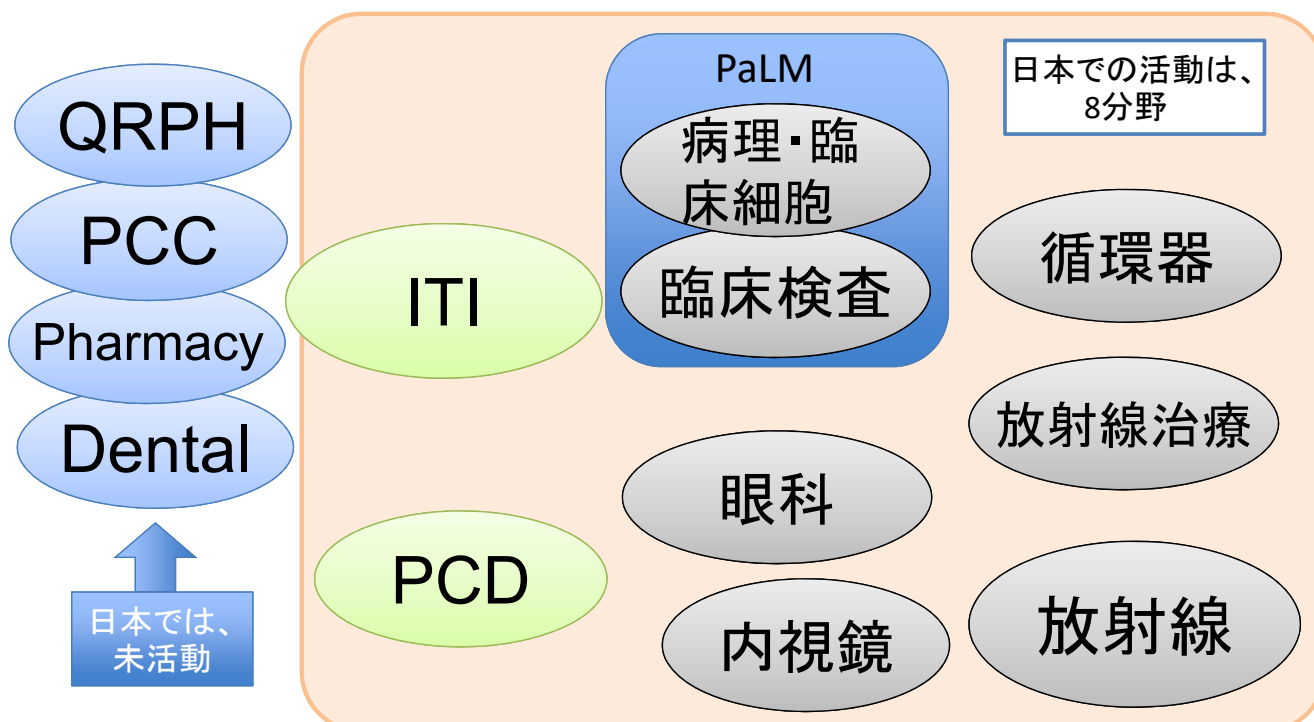 QRPH
PCC
Pharmacy
Dental
日本では、
未活動
ITI
PCD
PaLM
病理・臨
床細胞
臨床検査
眼科
内視鏡
日本での活動は、
8分野
循環器
放射線治療
放射線